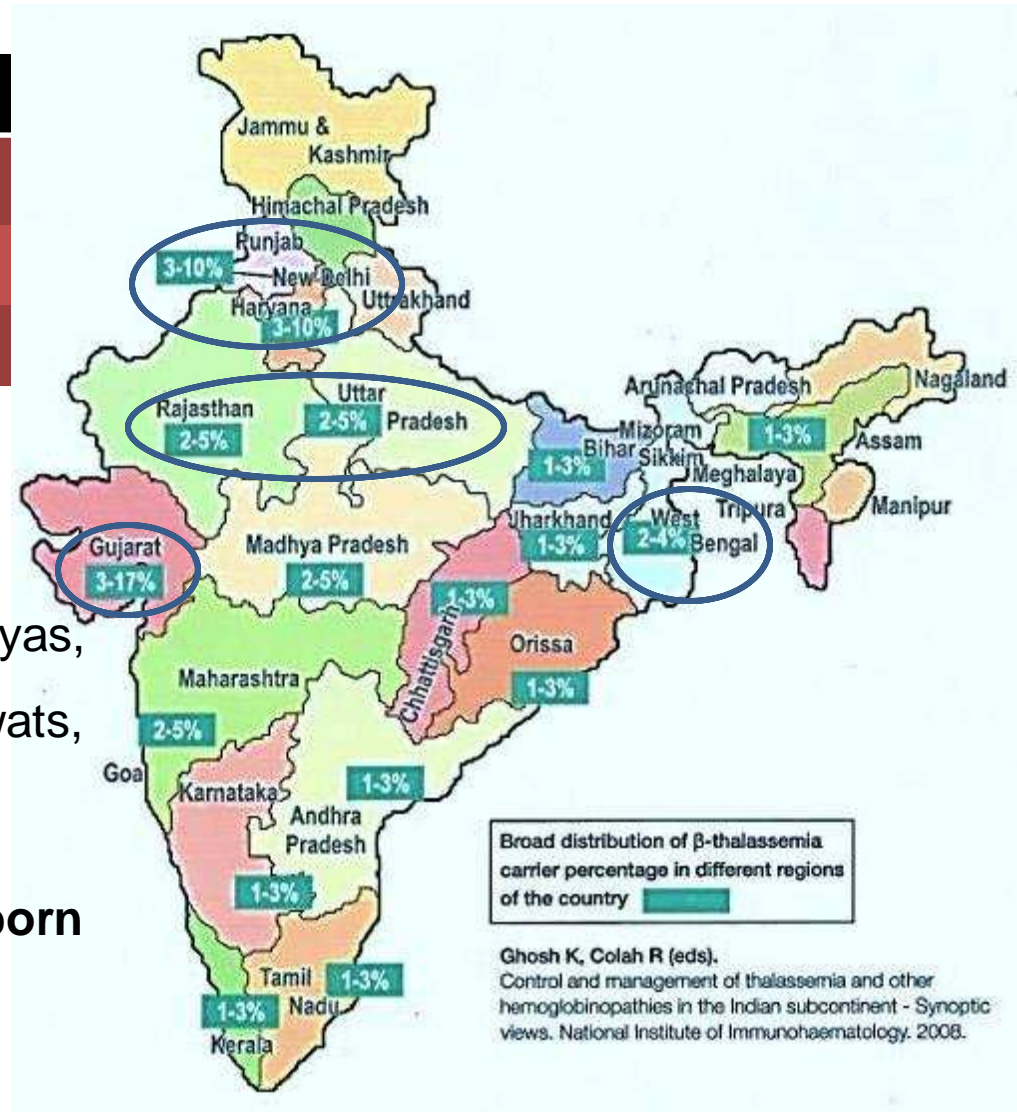 Jammu &
Kashmir
Himachal Pradesh
Punjab
3-10%
New Delhi
Uttrakhand
Haryana
3-10%
Arunachal Pradesh
Nagaland
Rajasthan
2-5%
Uttar
2-5%
Pradesh
Mizoram
1-3%
Assam
Bihar
Sikkim
1-3%
Meghalaya
Tripura
Manipur
Jharkhand
1-3%
West
2-4%
Bengal
Gujarat
3-17%
Madhya Pradesh
2-5%
1-3%
Chhattisgarh
Orissa
1-3%
yas,
Maharashtra
wats,
2-5%
Goa
Karnataka
1-3%
Andhra
Pradesh
1-3%
born
Tamil
1-3%
Nadu
1-3%
Kerala
Broad distribution of β-thalassemia
carrier percentage in different regions
of the country
Ghosh K, Colah R (eds).
Control and management of thalassemia and other
hemoglobinopathies in the Indian subcontinent - Synoptic
views. National Institute of Immunohaematology. 2008.